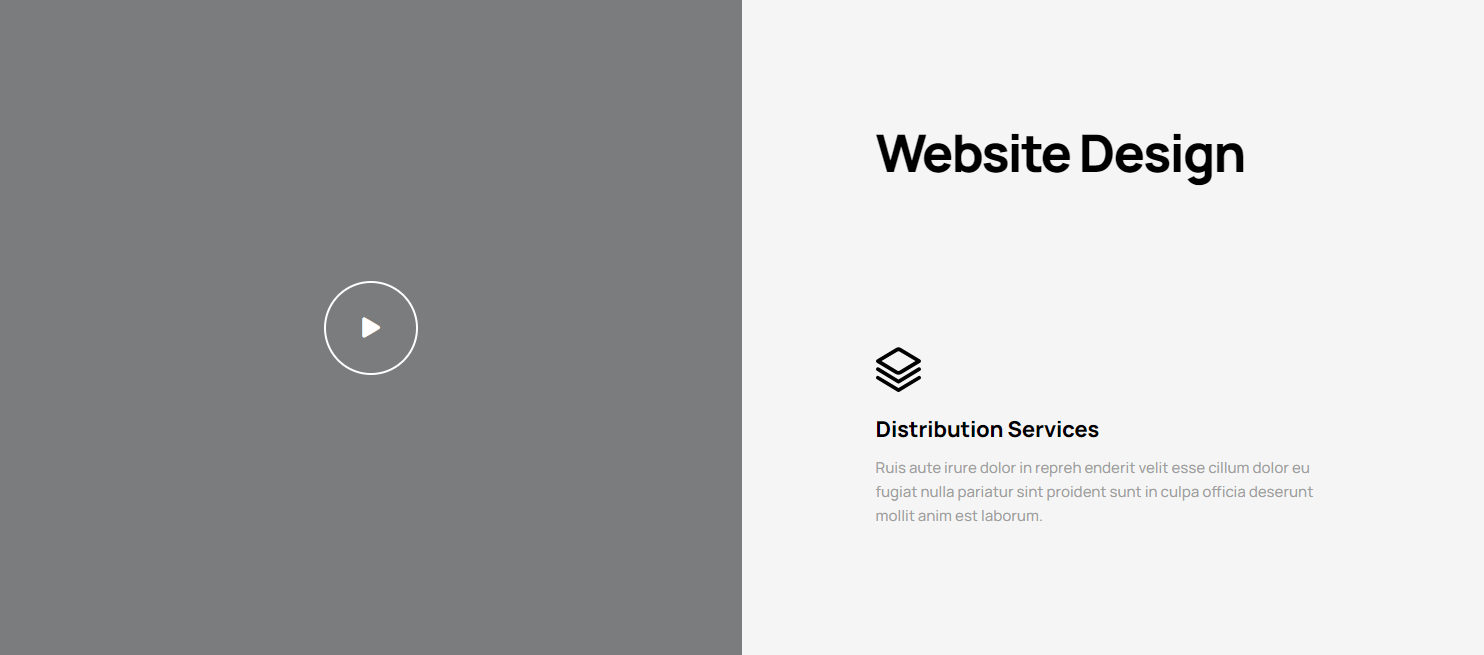 Website Design
Distribution Services
Ruis aute irure dolor in repreh enderit velit esse cillum dolor eu
fugiat nulla pariatur sint proident sunt in culpa officia deserunt
mollit anim est laborum.